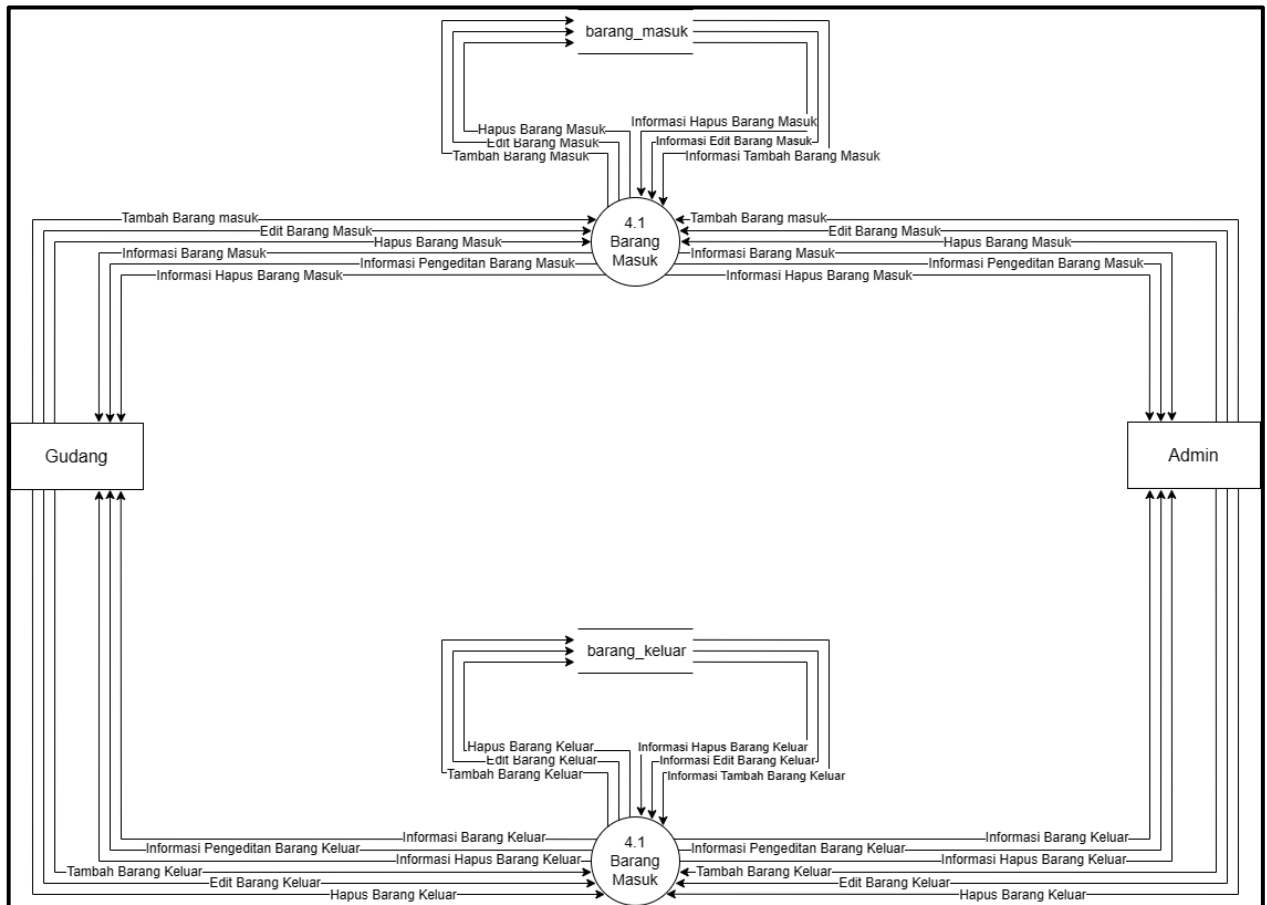 barang_masuk
Hapus Barang Masuk
Edit Barang Masuk
Tambah Barang Masuk
Informasi Hapus Barang Masuk
Informasi Edit Barang Masuk
Informasi Tambah Barang Masuk
Tambah Barang masuk
Edit Barang Masuk
Hapus Barang Masuk
Informasi Barang Masuk
Informasi Pengeditan Barang Masuk
Informasi Hapus Barang Masuk
4.1
Barang
Masuk
Tambah Barang masuk
Edit Barang Masuk
Hapus Barang Masuk
Informasi Barang Masuk
Informasi Pengeditan Barang Masuk
Informasi Hapus Barang Masuk
Gudang
Admin
barang_keluar
Hapus Barang Keluar
Edit Barang Keluar
Tambah Barang Keluar
Informasi Hapus Barang Keluar
Informasi Edit Barang Keluar
Informasi Tambah Barang Keluar
Informasi Barang Keluar
Informasi Pengeditan Barang Keluar
Informasi Hapus Barang Keluar
Tambah Barang Keluar
Edit Barang Keluar
Hapus Barang Keluar
4.1
Barang
Masuk
Informasi Barang Keluar
Informasi Pengeditan Barang Keluar
Informasi Hapus Barang Keluar
Tambah Barang Keluar
Edit Barang Keluar
Hapus Barang Keluar